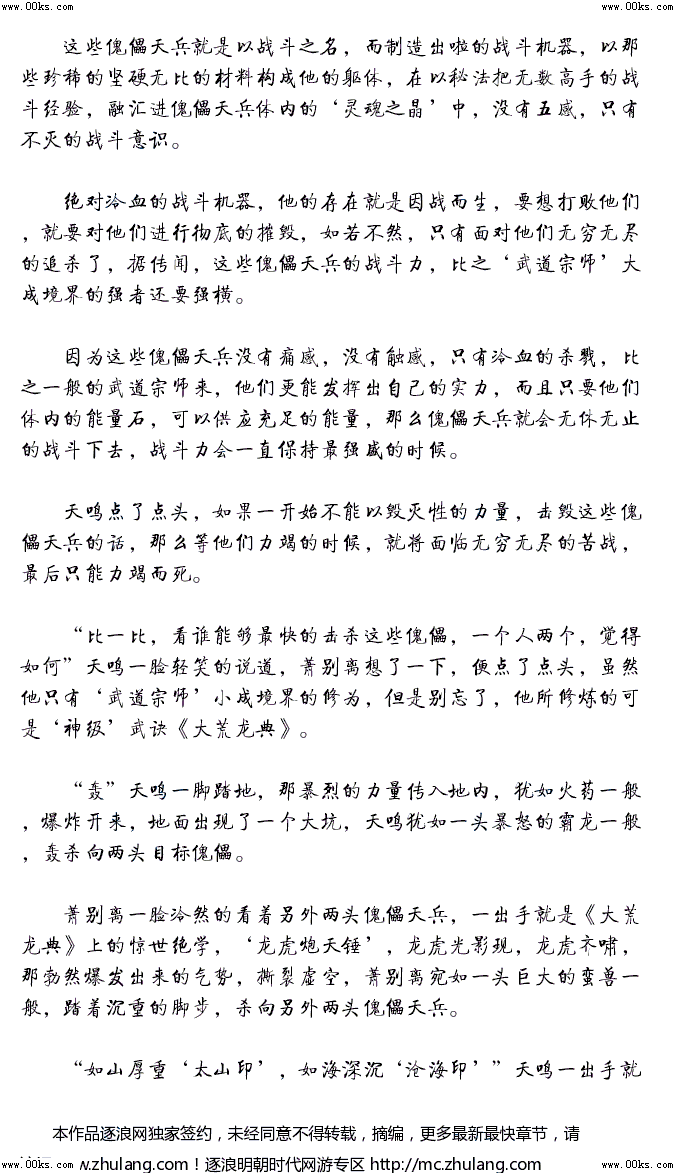 www.00ks.com www.00ks.com
这些傀儡天兵就是以战斗之名，而制造出啦的战斗机器，以那
些珍稀的坚硬无比的材料构成他的躯体，在以秘法把无数高手的战
斗经验，融汇进傀儡天兵体内的‘灵魂之晶’中，没有五感，只有
不灭的战斗意识。
绝对冷血的战斗机器，他的存在就是因战而生，要想打败他们
，就要对他们进行彻底的摧毁，如若不然，只有面对他们无穷无尽
的追杀了，据传闻，这些傀儡天兵的战斗力，比之‘武道宗师’大
成境界的强者还要强横。
因为这些傀儡天兵没有痛感，没有触感，只有冷血的杀戮，比
之一般的武道宗师来，他们更能发挥出自己的实力，而且只要他们
体内的能量石，可以供应充足的能量，那么傀儡天兵就会无休无止
的战斗下去，战斗力会一直保持最强盛的时候。
天鸣点了点头，如果一开始不能以毁灭性的力量，击毁这些傀
儡天兵的话，那么等他们力竭的时候，就将面临无穷无尽的苦战，
最后只能力竭而死。
“比一比，看谁能够最快的击杀这些傀儡，一个人两个，觉得
如何”天鸣一脸轻笑的说道，萧别离想了一下，便点了点头，虽然
他只有‘武道宗师’小成境界的修为，但是别忘了，他所修炼的可
是‘神级’武诀《大荒龙典》。
“轰”天鸣一脚踏地，那暴烈的力量传入地内，犹如火药一般
，爆炸开来，地面出现了一个大坑，天鸣犹如一头暴怒的霸龙一般
，轰杀向两头目标傀儡。
萧别离一脸冷然的看着另外两头傀儡天兵，一出手就是《大荒
龙典》上的惊世绝学，‘龙虎炮天锤’，龙虎光影现，龙虎齐啸，
那勃然爆发出来的气势，撕裂虚空，萧别离宛如一头巨大的蛮兽一
般，踏着沉重的脚步，杀向另外两头傀儡天兵。
“如山厚重‘太山印’，如海深沉‘沧海印’”天鸣一出手就
本作品逐浪网独家签约，未经同意不得转载，摘编，更多最新最快章节，请
w.zhulang.com！逐浪明朝时代网游专区 http://mc.zhulang.com
www.00ks.com www.00ks.com